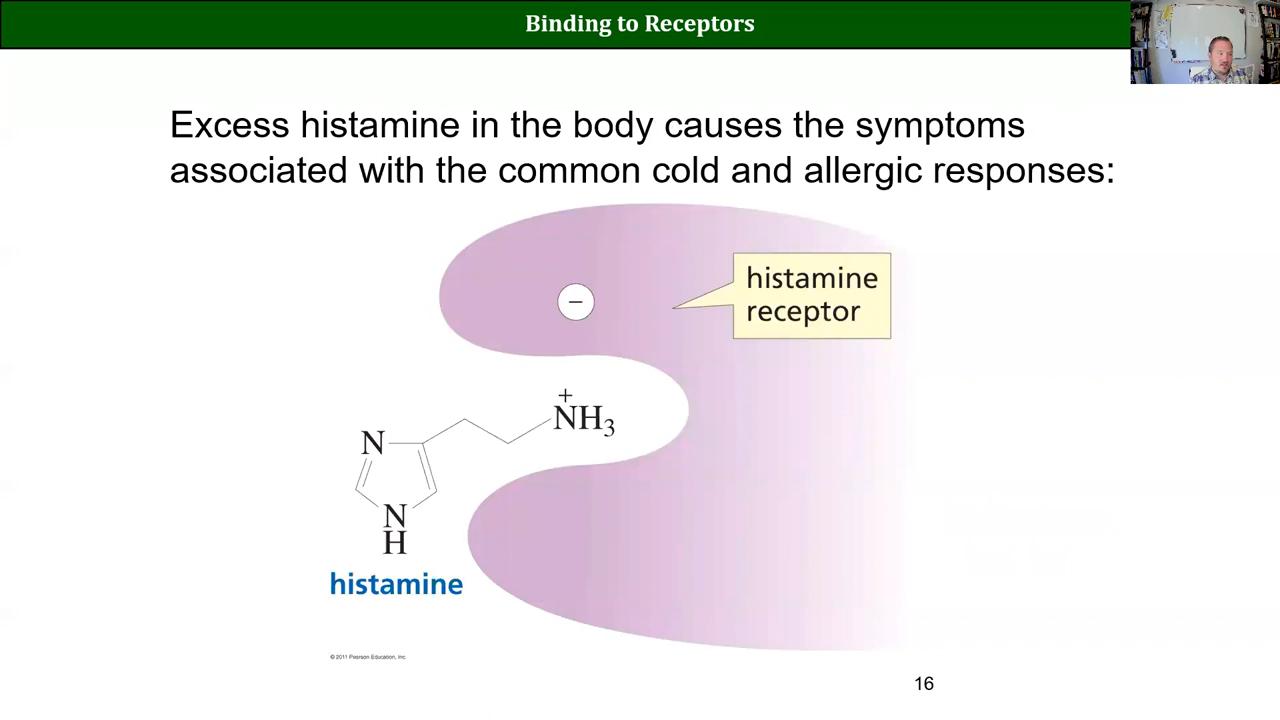 Binding to Receptors
Excess histamine in the body causes the symptoms
associated with the common cold and allergic responses:
histamine
receptor
−
+
NH3
N
N
H
histamine
© 2011 Pearson Education, Inc.
16